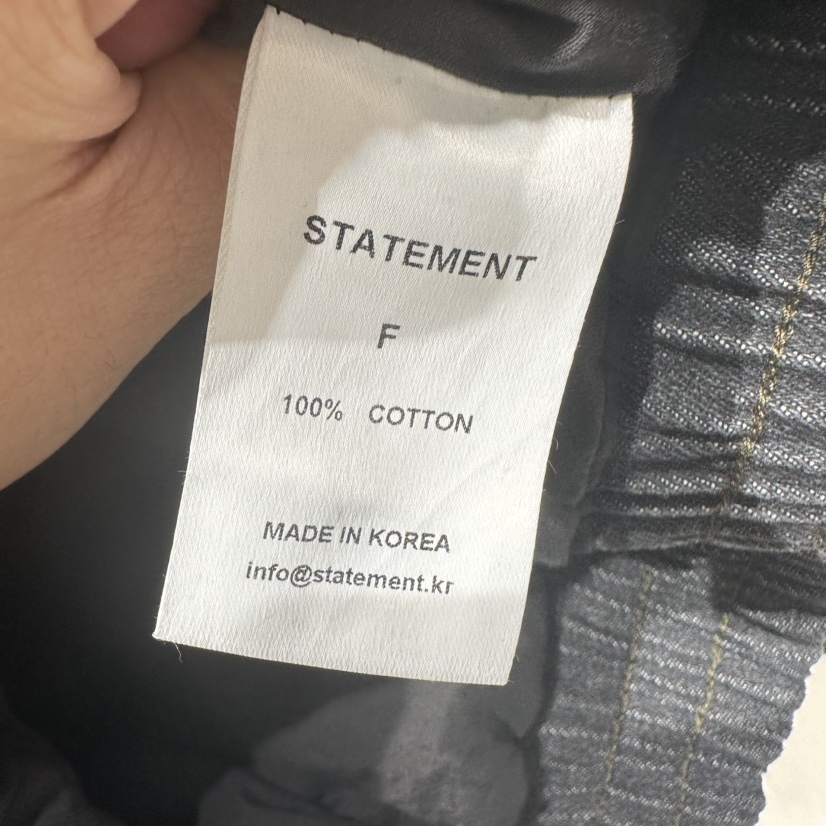 STATEMENT
F
100% COTTON
MADE IN KOREA
info@statement.kr